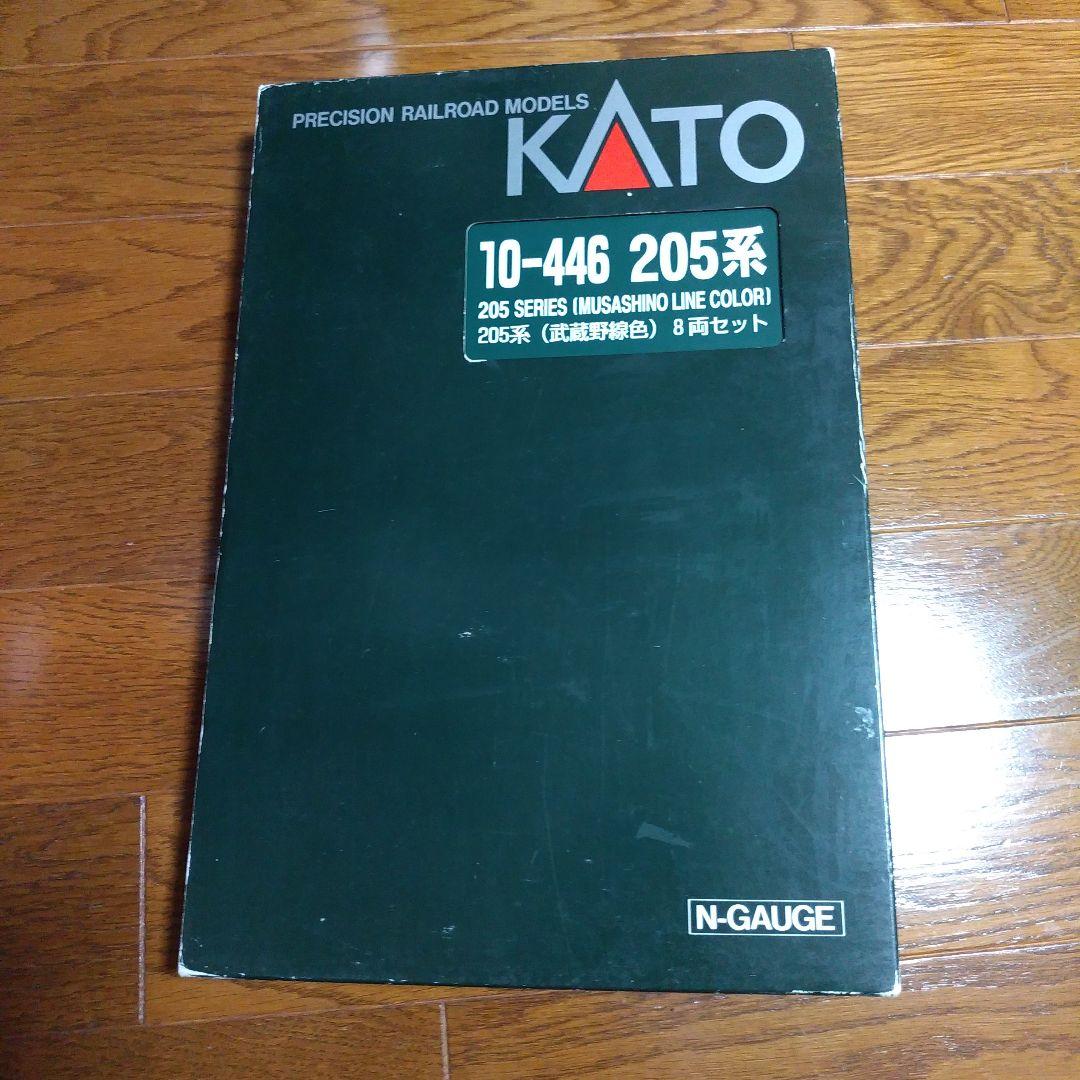 PRECISION RAILROAD MODELS
KATO
10-446 205系
205 SERIES (MUSASHINO LINE COLOR)
205系（武蔵野線色）8両セット
N-GAUGE